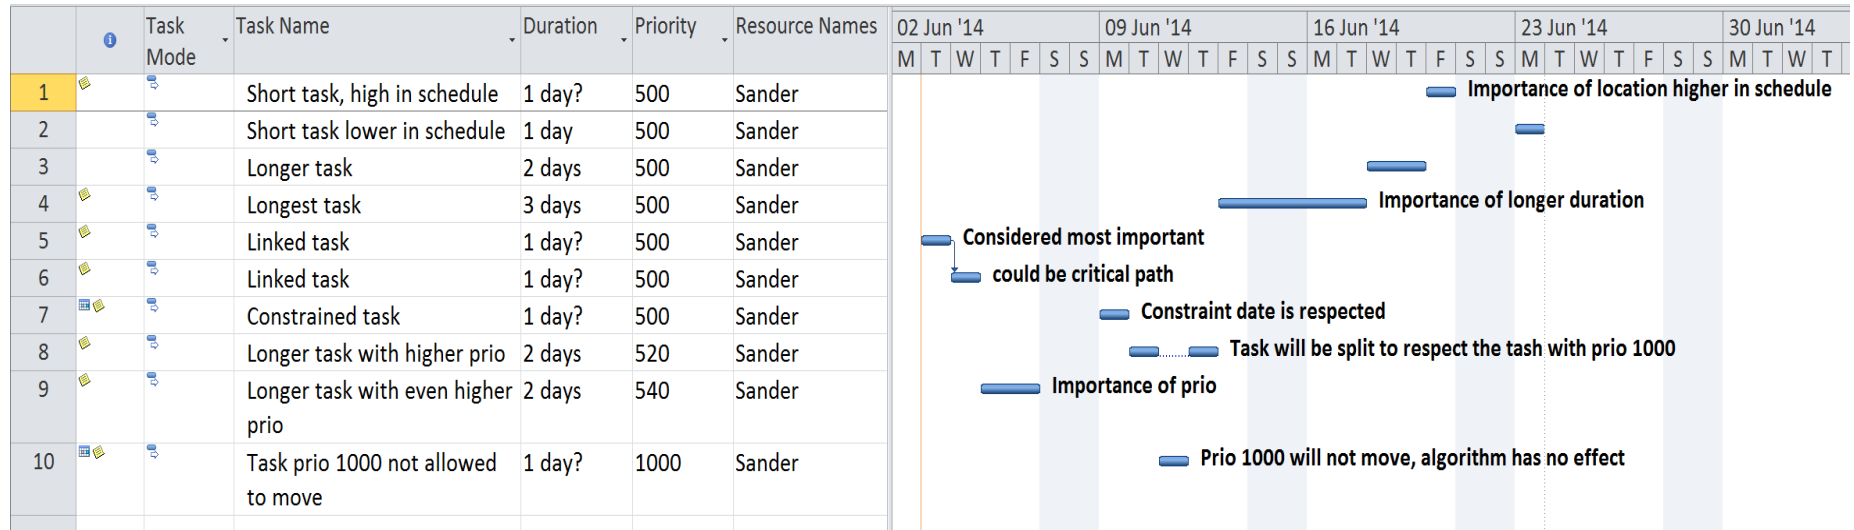 Task Mode Task Name Duration Priority Resource Names 02 Jun '14 09 Jun '14 16 Jun '14 23 Jun '14 30 Jun '14
M T W T F S S M T W T F S S M T W T F S S M T W T F S S M T W T
1 Short task, high in schedule 1 day? 500 Sander Importance of location higher in schedule
2 Short task lower in schedule 1 day 500 Sander
3 Longer task 2 days 500 Sander
4 Longest task 3 days 500 Sander Importance of longer duration
5 Linked task 1 day? 500 Sander Considered most important
6 Linked task 1 day? 500 Sander could be critical path
7 Constrained task 1 day? 500 Sander Constraint date is respected
8 Longer task with higher prio 2 days 520 Sander Task will be split to respect the tash with prio 1000
9 Longer task with even higher prio 2 days 540 Sander Importance of prio
10 Task prio 1000 not allowed to move 1 day? 1000 Sander Prio 1000 will not move, algorithm has no effect